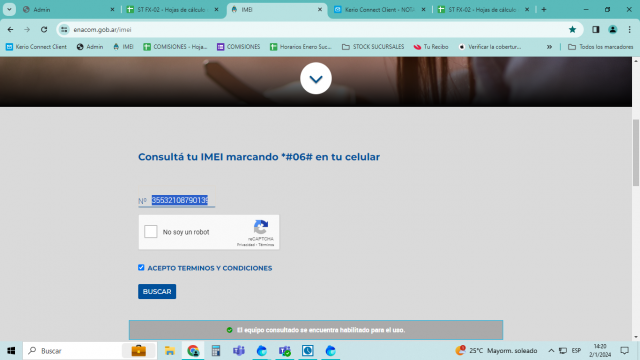 Admin
ST FX-02 - Hojas de cálculo
IMEI
Kerio Connect Client - NOT
ST FX-02 - Hojas de cálculo
enacom.gob.ar/imei
Kerio Connect Client
Admin
IMEI
COMISIONES - Hoja...
COMISIONES
Horarios Enero Suc...
STOCK SUCURSALES
Tu Recibo
Verificar la cobertur...
»
Todos los marcadores
Consultá tu IMEI marcando *#06# en tu celular
Nº 35532108790139
No soy un robot
reCAPTCHA
Privacidad - Términos
ACEPTO TERMINOS Y CONDICIONES
BUSCAR
El equipo consultado se encuentra habilitado para el uso.
Buscar
25°C Mayorm. soleado
ESP
14:20
2/1/2024